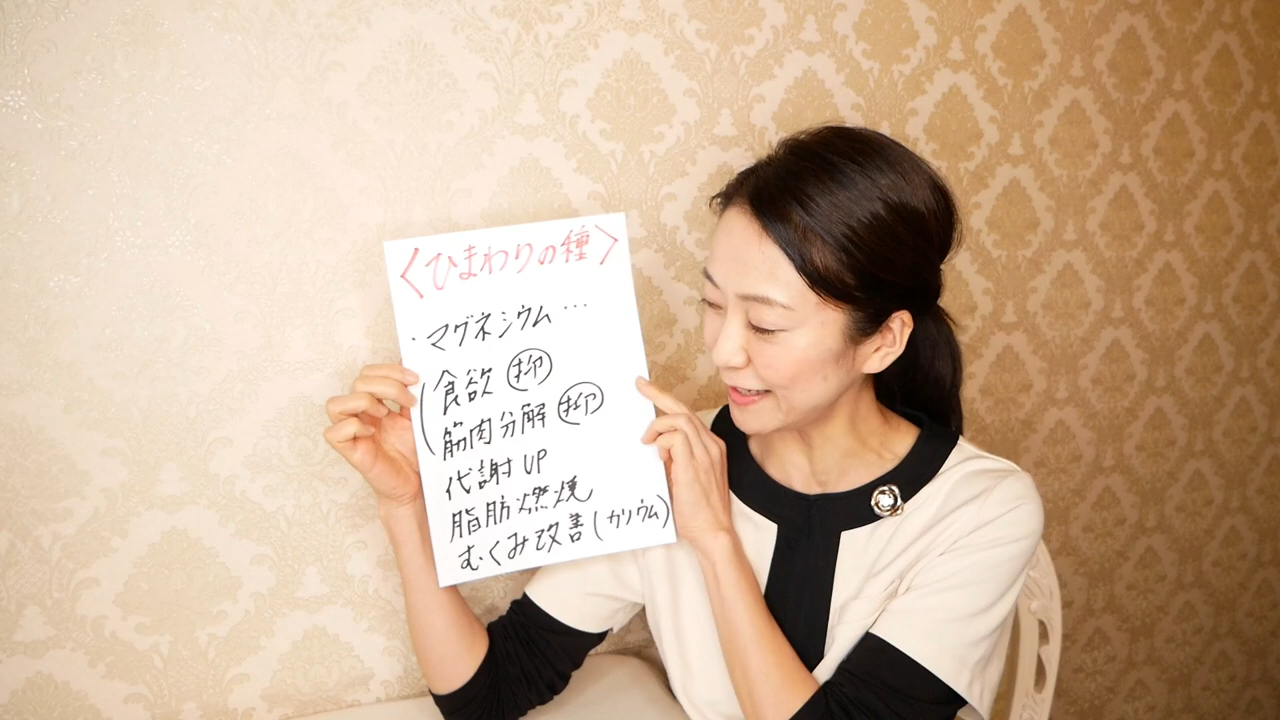 〈ひまわりの種〉
・マグネシウム…
(食欲 抑
筋肉分解 抑
代謝UP
脂肪燃焼
むくみ改善(カリウム)